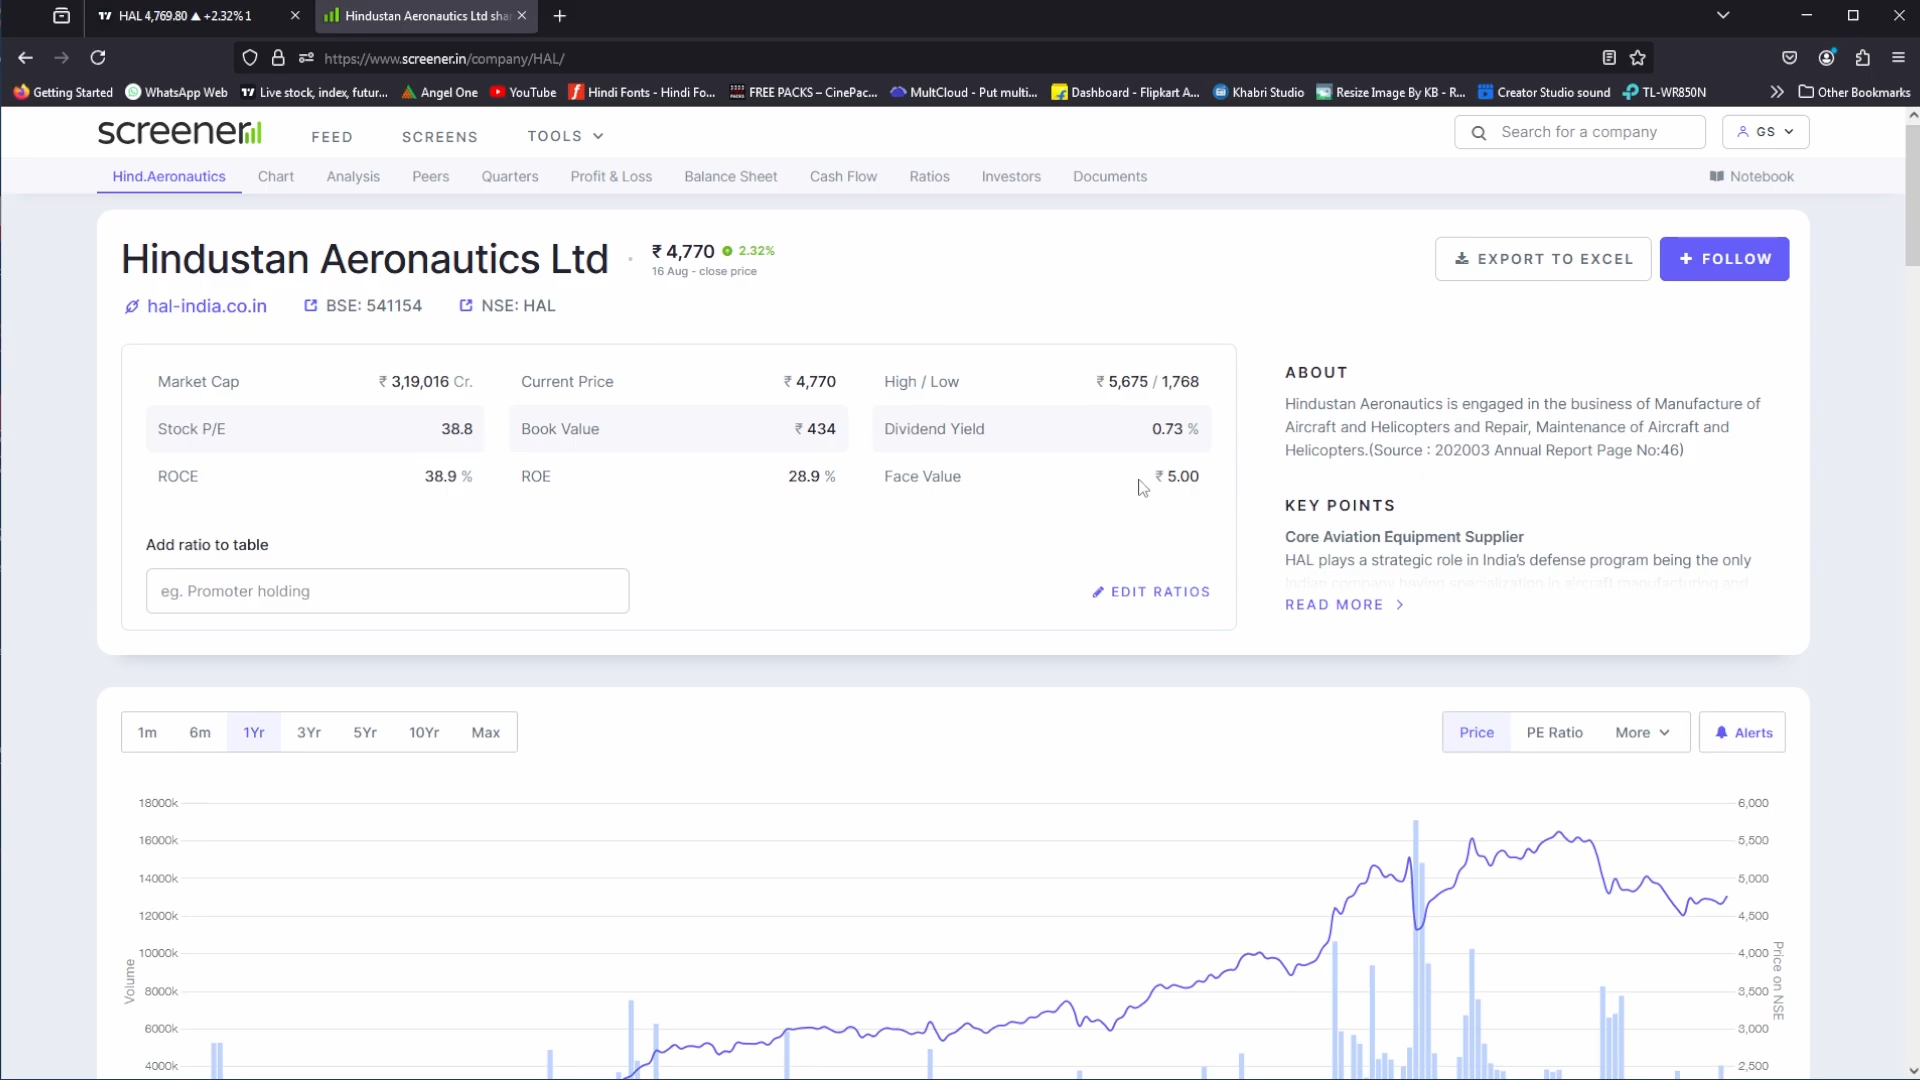 HAL 4,769.80 ▲ +2.32% 1
Hindustan Aeronautics Ltd sha
https://www.screener.in/company/HAL/
Getting Started
WhatsApp Web
Live stock, index, futur...
Angel One
YouTube
Hindi Fonts - Hindi Fo...
FREE PACKS – CinePac...
MultCloud - Put multi...
Dashboard - Flipkart A...
Khabri Studio
Resize Image By KB - R...
Creator Studio sound
TL-WR850N
Other Bookmarks
screener
FEED
SCREENS
TOOLS
Search for a company
GS
Hind.Aeronautics
Chart
Analysis
Peers
Quarters
Profit & Loss
Balance Sheet
Cash Flow
Ratios
Investors
Documents
Notebook
Hindustan Aeronautics Ltd
₹ 4,770 2.32%
16 Aug - close price
EXPORT TO EXCEL
+ FOLLOW
hal-india.co.in
BSE: 541154
NSE: HAL
Market Cap ₹ 3,19,016 Cr.
Current Price ₹ 4,770
High / Low ₹ 5,675 / 1,768
Stock P/E 38.8
Book Value ₹ 434
Dividend Yield 0.73 %
ROCE 38.9 %
ROE 28.9 %
Face Value ₹ 5.00
Add ratio to table
eg. Promoter holding
EDIT RATIOS
ABOUT
Hindustan Aeronautics is engaged in the business of Manufacture of
Aircraft and Helicopters and Repair, Maintenance of Aircraft and
Helicopters.(Source : 202003 Annual Report Page No:46)
KEY POINTS
Core Aviation Equipment Supplier
HAL plays a strategic role in India's defense program being the only
Indian company having specialization in aircraft manufacturing and
READ MORE
1m
6m
1Yr
3Yr
5Yr
10Yr
Max
Price
PE Ratio
More
Alerts
18000k
16000k
14000k
12000k
10000k
8000k
6000k
4000k
Volume
6,000
5,500
5,000
4,500
4,000
3,500
3,000
2,500
Price on NSE